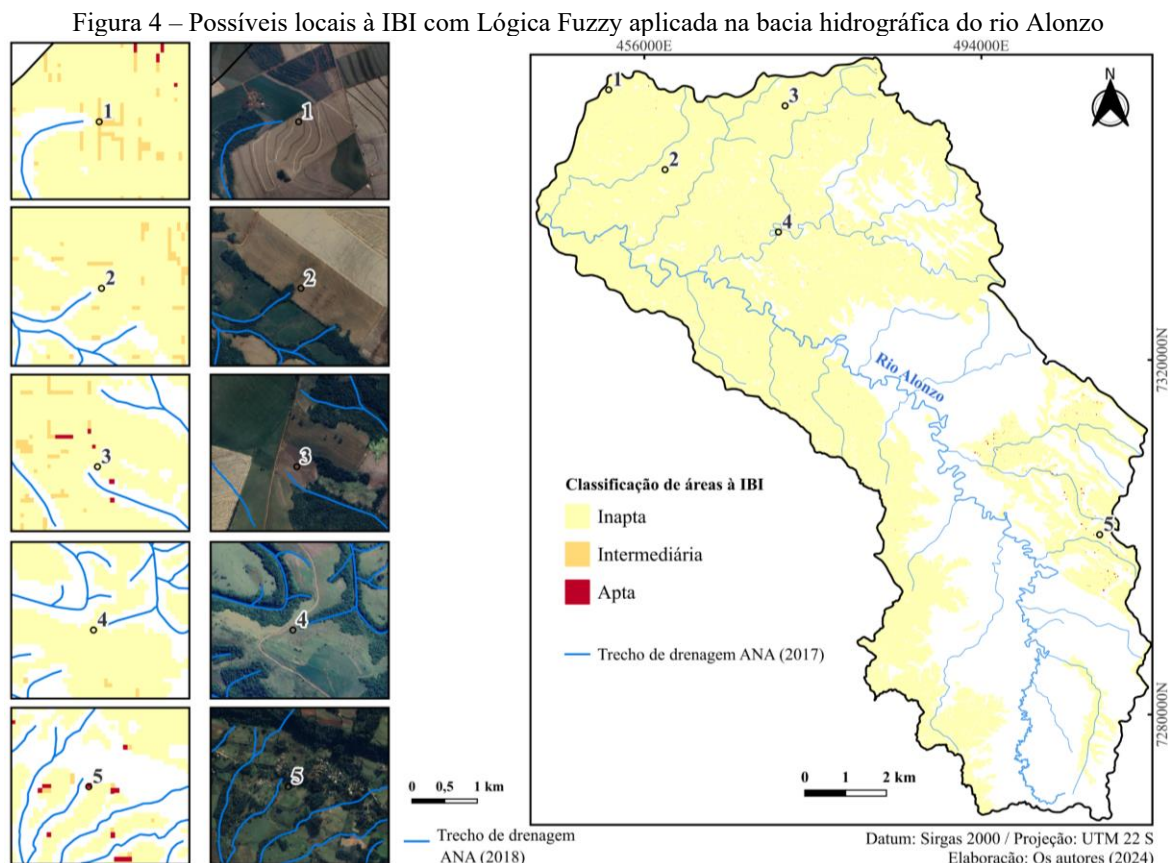 Figura 4 – Possíveis locais à IBI com Lógica Fuzzy aplicada na bacia hidrográfica do rio Alonzo
456000E
494000E
1
1
1
3
N
2
2
2
4
7320000N
Rio Alonzo
3
3
Classificação de áreas à IBI
Inapta
5
Intermediária
Apta
4
4
Trecho de drenagem ANA (2017)
7280000N
5
5
0 0,5 1 km
0 1 2 km
Trecho de drenagem
ANA (2018)
Datum: Sirgas 2000 / Projeção: UTM 22 S
Elaboração: Os autores (2024)